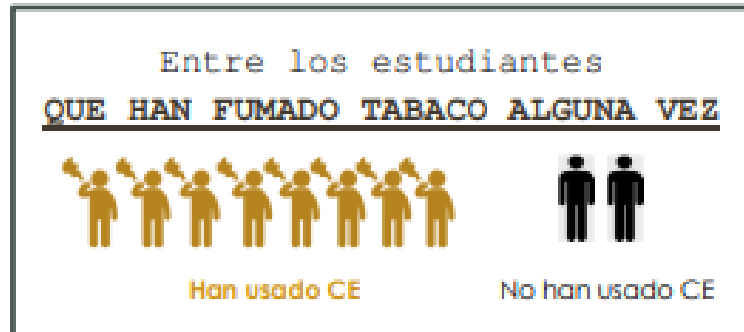 Entre los estudiantes
QUE HAN FUMADO TABACO ALGUNA VEZ
Han usado CE
No han usado CE